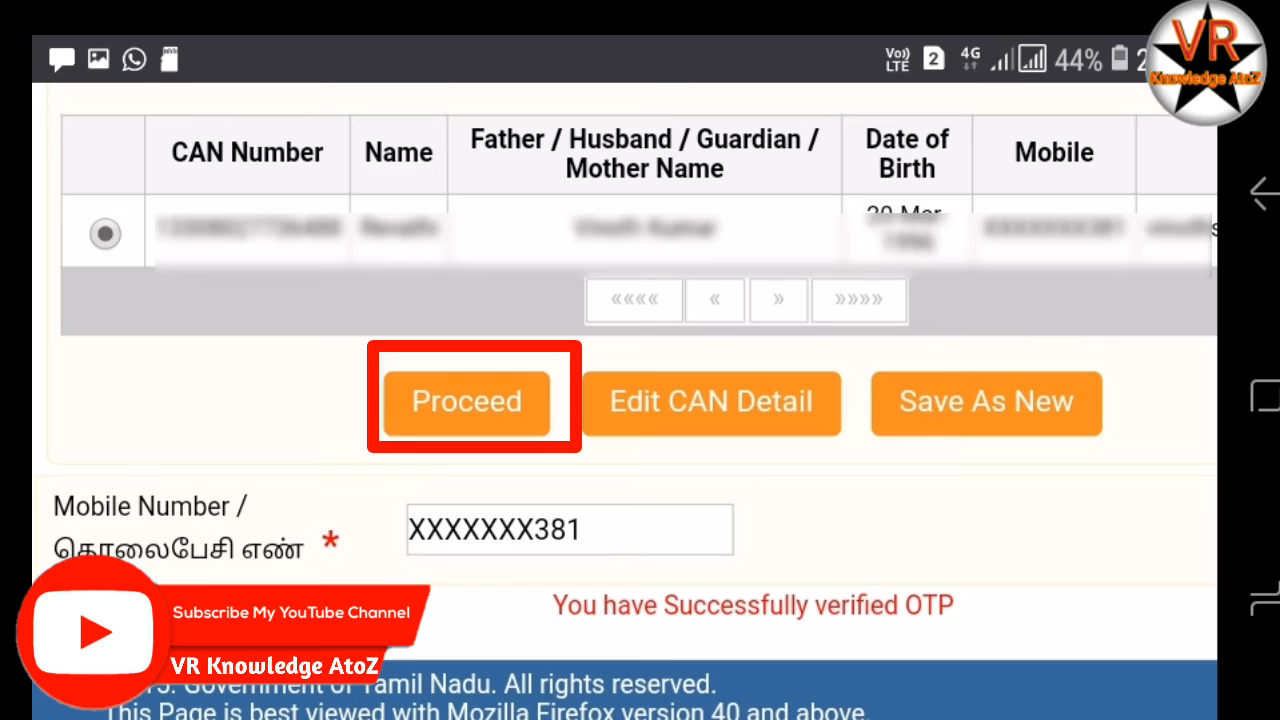 VR
Knowledge AtoZ
Vo)) LTE 2 4G 44% 2
CAN Number Name Father / Husband / Guardian / Mother Name Date of Birth Mobile
«««« « » »»»»
Proceed Edit CAN Detail Save As New
Mobile Number /
தொலைபேசி எண் *
XXXXXXX381
You have Successfully verified OTP
Subscribe My YouTube Channel
VR Knowledge AtoZ
Government of Tamil Nadu. All rights reserved.
This Page is best viewed with Mozilla Firefox version 40 and above.